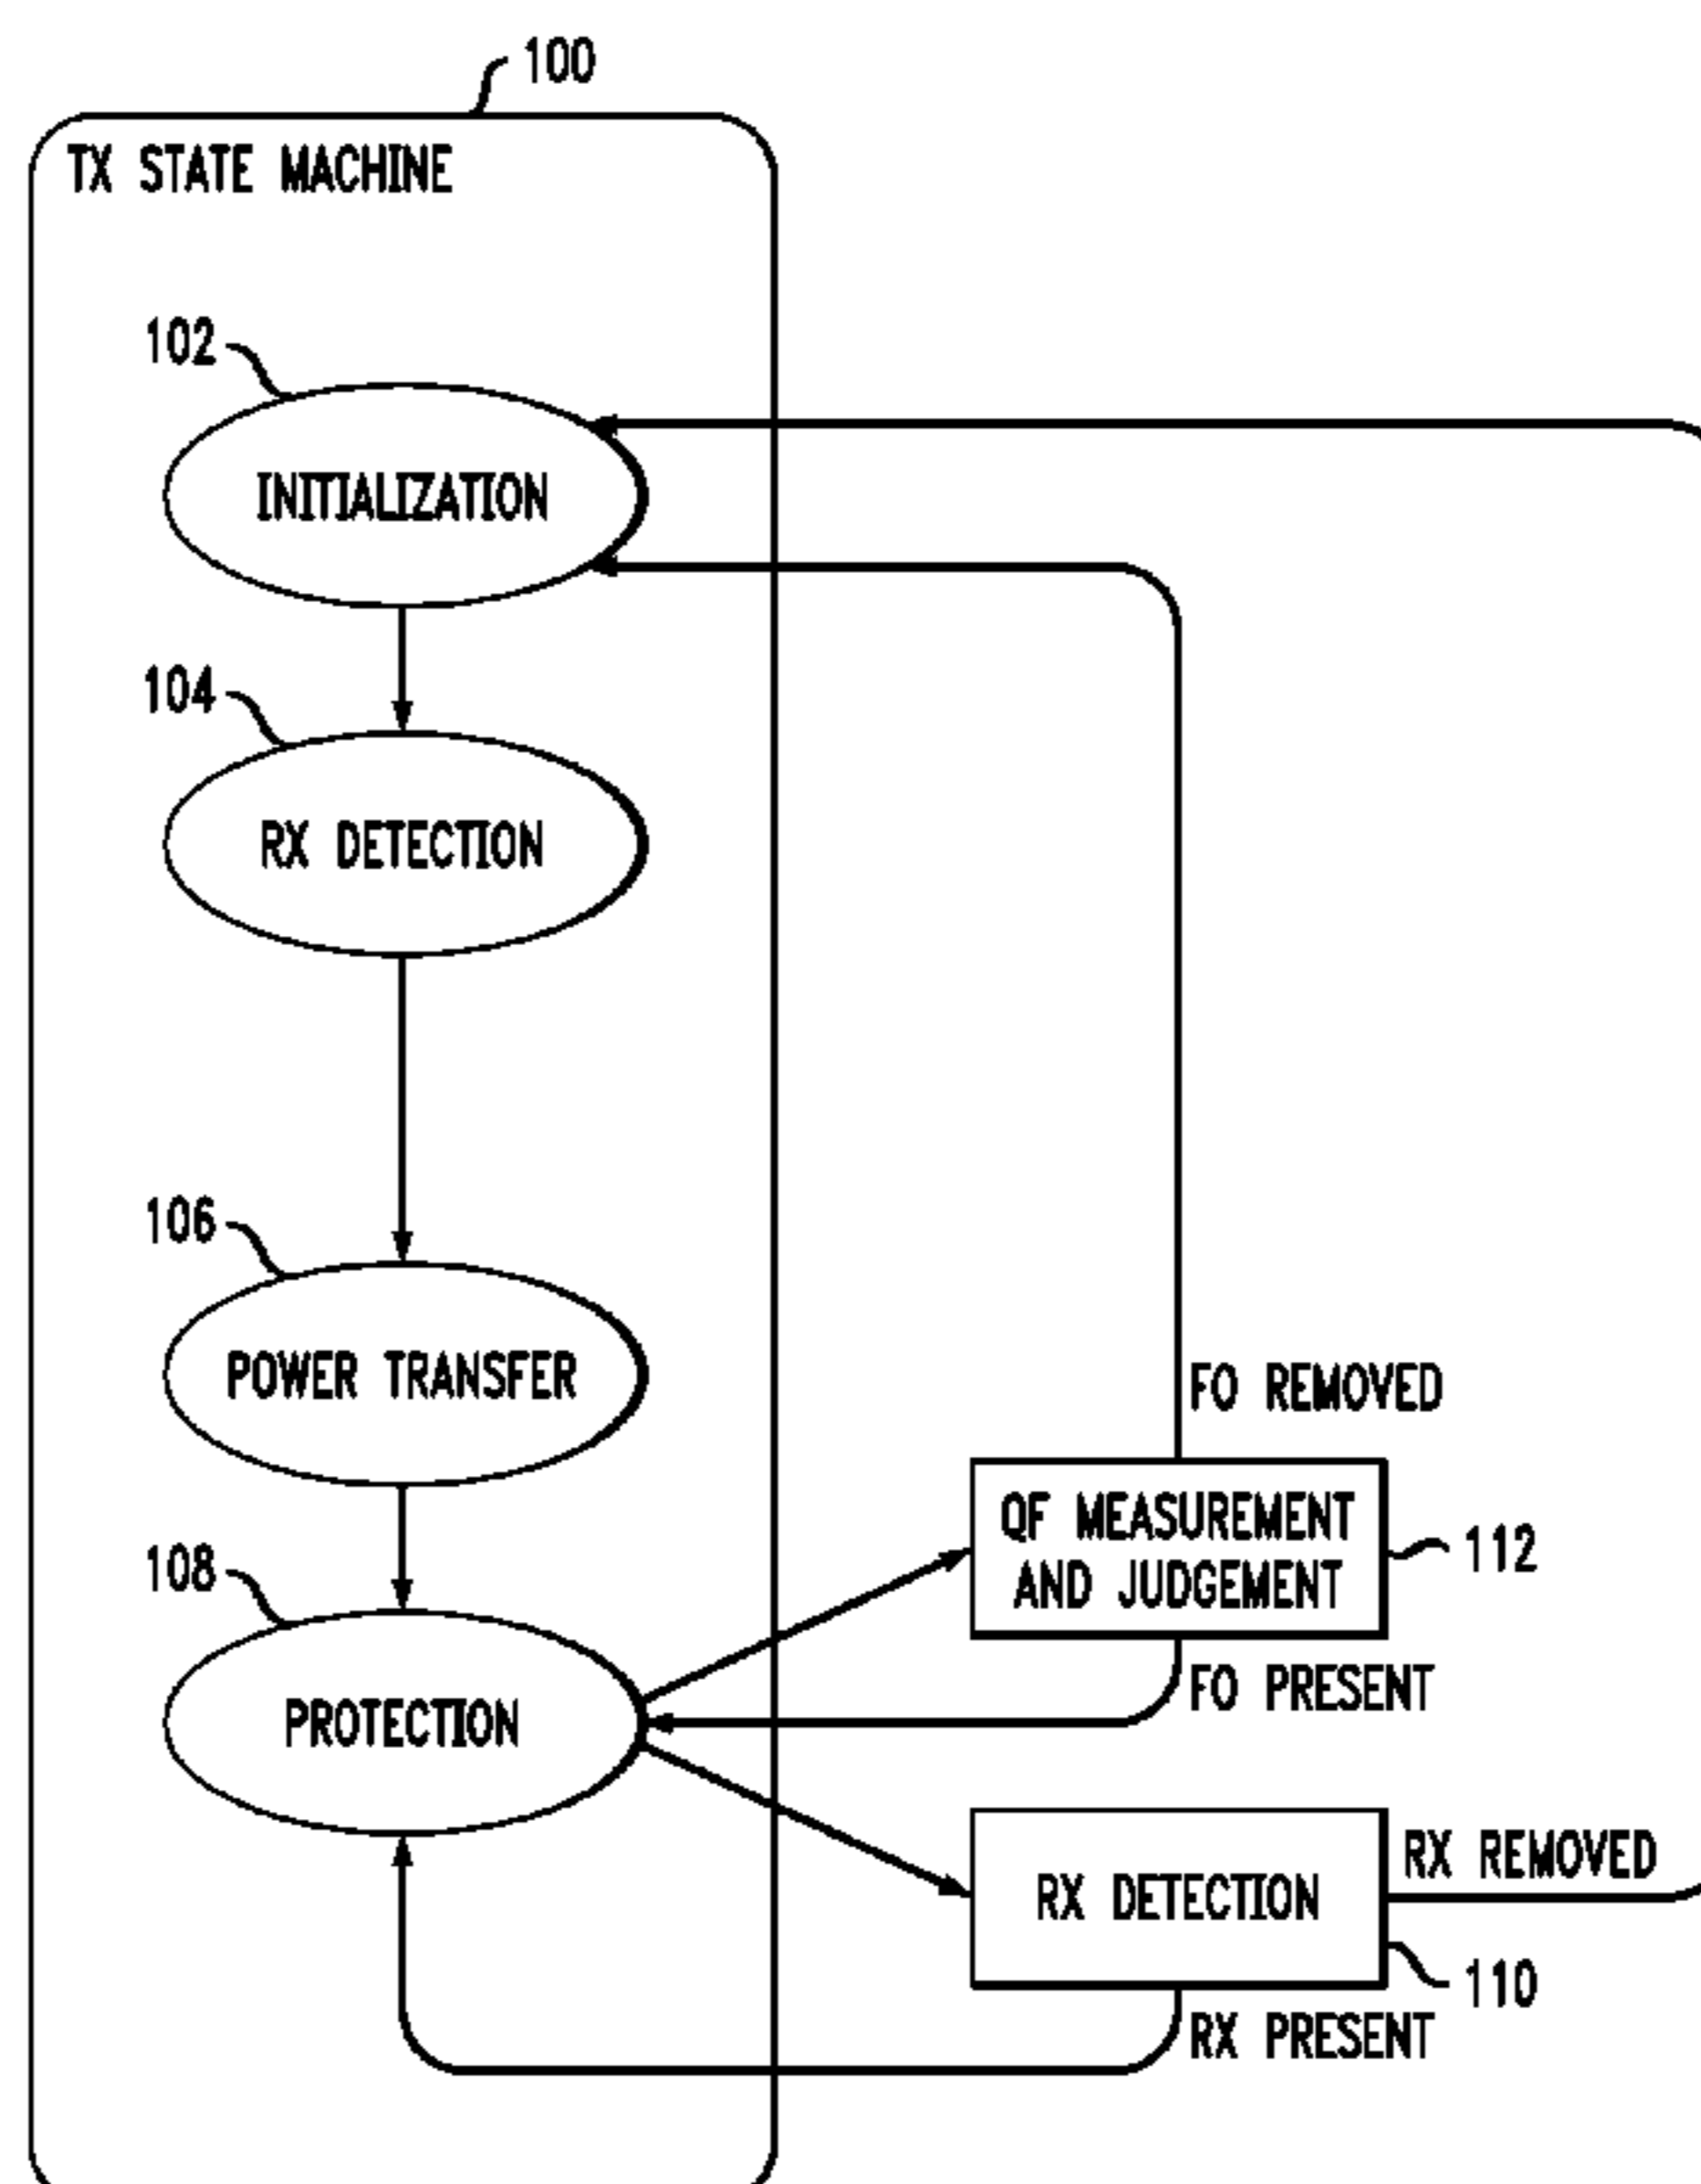 100
TX STATE MACHINE
102
INITIALIZATION
104
RX DETECTION
106
POWER TRANSFER
FO REMOVED
QF MEASUREMENT
AND JUDGEMENT
112
108
FO PRESENT
PROTECTION
RX REMOVED
RX DETECTION
110
RX PRESENT